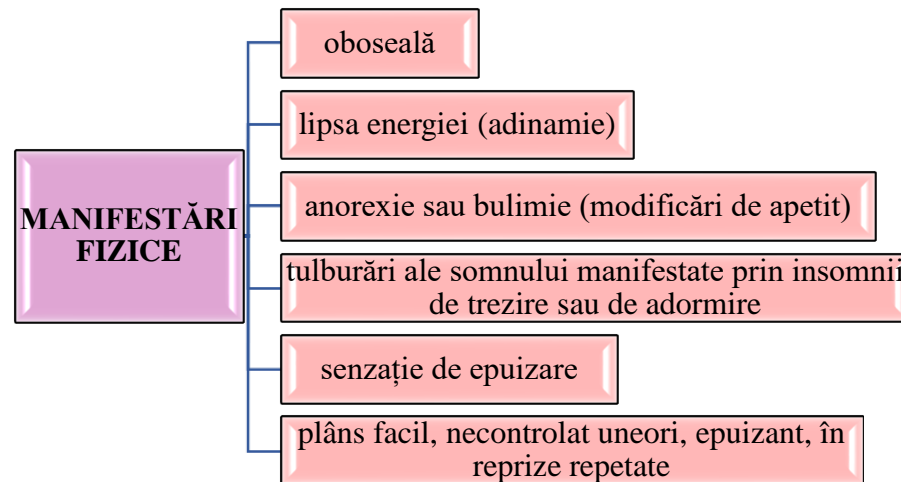 MANIFESTĂRI
FIZICE
oboseală
lipsa energiei (adinamie)
anorexie sau bulimie (modificări de apetit)
tulburări ale somnului manifestate prin insomnii
de trezire sau de adormire
senzație de epuizare
plâns facil, necontrolat uneori, epuizant, în
reprize repetate